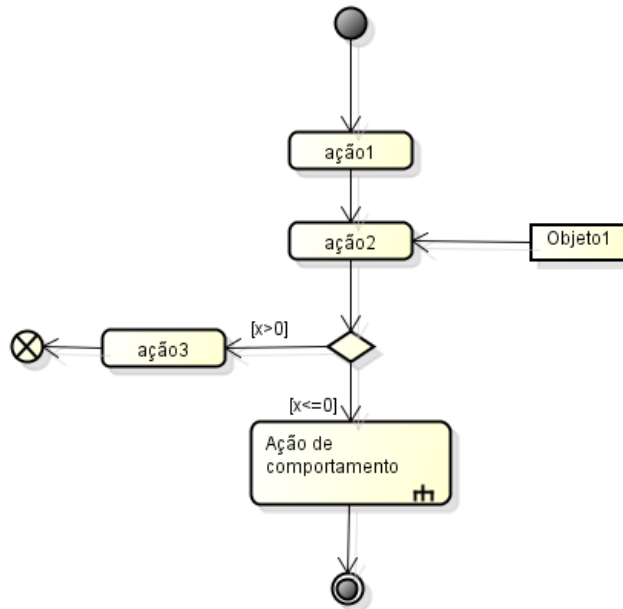 ação1
ação2
Objeto1
[x>0]
ação3
[x<=0]
Ação de
comportamento